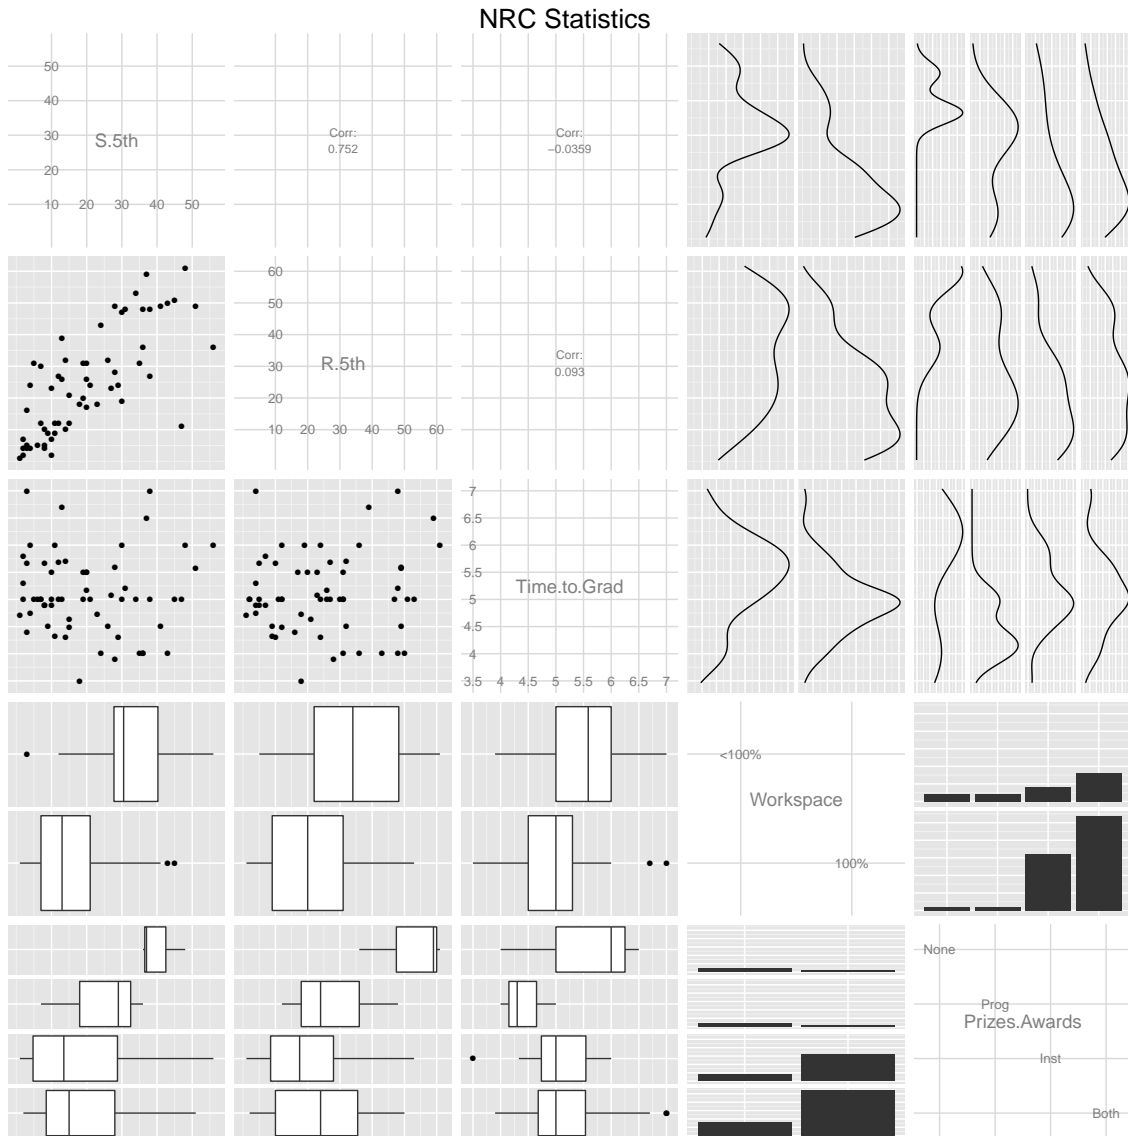 NRC Statistics
50
40
30
20
10
10 20 30 40 50
S.5th
Corr:
0.752
Corr:
–0.0359
60
50
40
30
20
10
10 20 30 40 50 60
R.5th
Corr:
0.093
7
6.5
6
5.5
5
4.5
4
3.5 4 4.5 5 5.5 6 6.5 7
Time.to.Grad
<100%
Workspace
100%
None
Prog
Prizes.Awards
Inst
Both